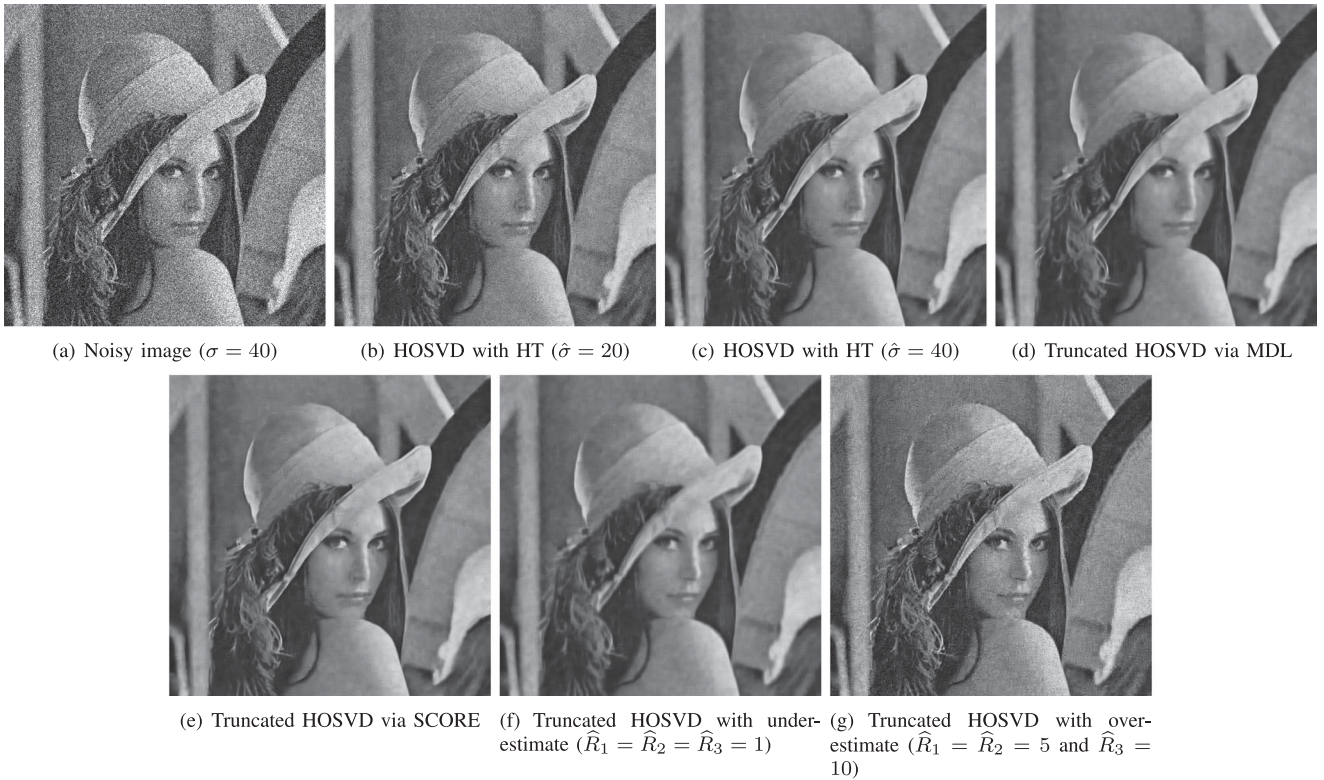 (a) Noisy image (σ = 40)
(b) HOSVD with HT (σ̂ = 20)
(c) HOSVD with HT (σ̂ = 40)
(d) Truncated HOSVD via MDL
(e) Truncated HOSVD via SCORE
(f) Truncated HOSVD with under-
estimate (R̂₁ = R̂₂ = R̂₃ = 1)
(g) Truncated HOSVD with over-
estimate (R̂₁ = R̂₂ = 5 and R̂₃ =
10)